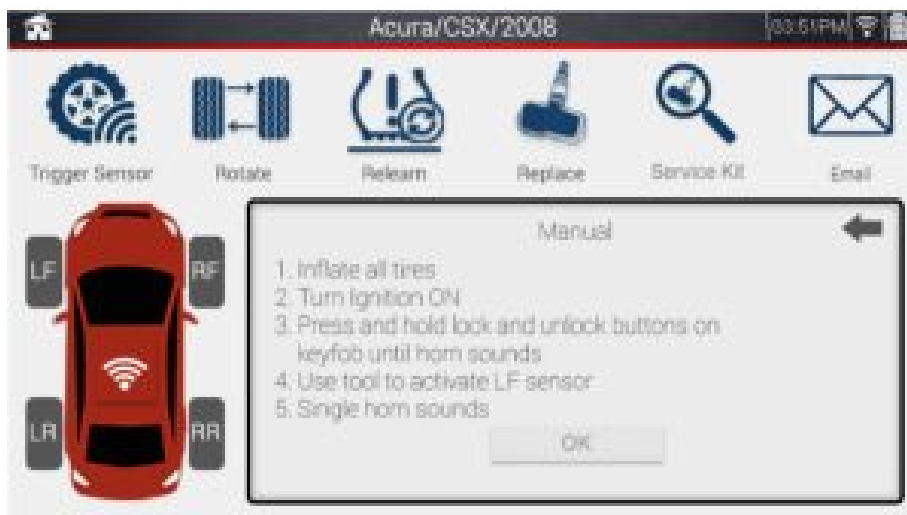 Acura/CSX/2008
03:51PM
Trigger Sensor
Rotate
Relearn
Replace
Service Kit
Email
LF
RF
LR
RR
Manual
1. Inflate all tires
2. Turn Ignition ON
3. Press and hold lock and unlock buttons on
keyfob until horn sounds
4. Use tool to activate LF sensor
5. Single horn sounds
OK